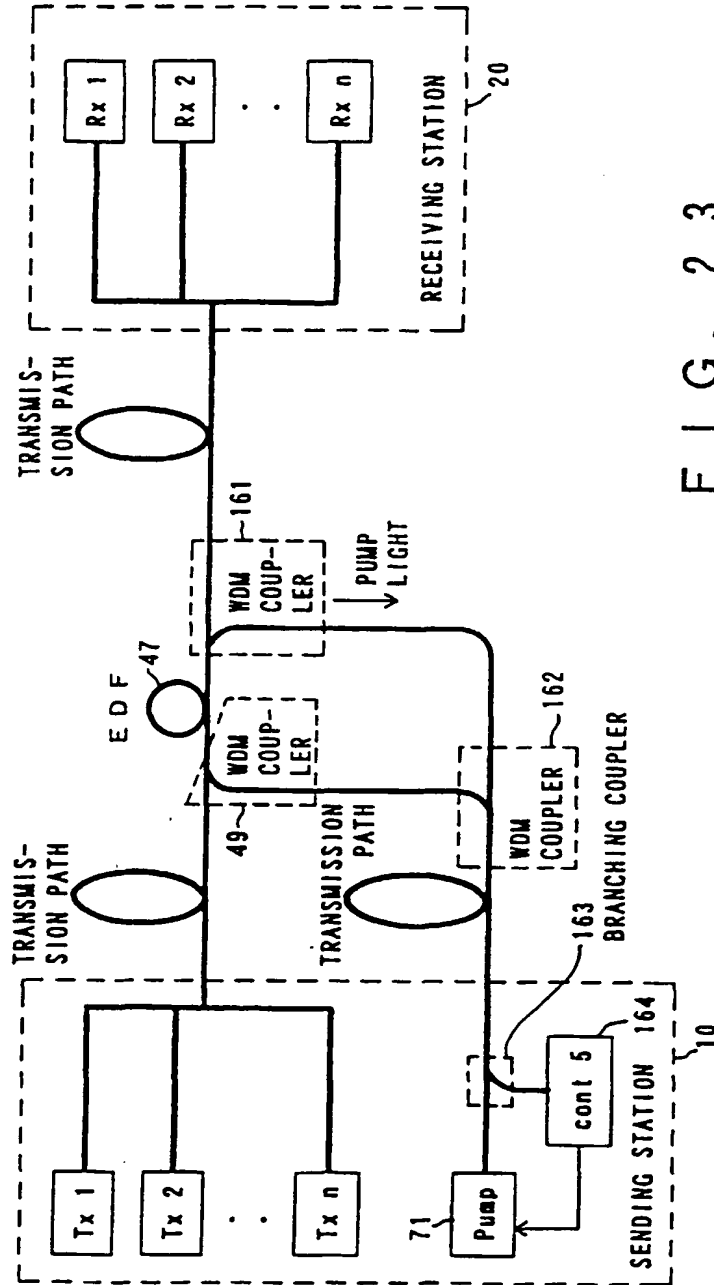 TRANSMIS-
SION PATH
EDF
47
TRANSMIS-
SION PATH
Tx 1
Tx 2
. .
Tx n
49
WDM
COUP-
LER
WDM
COUP-
LER
161
PUMP
LIGHT
Rx 1
Rx 2
. .
Rx n
RECEIVING STATION
20
TRANSMISSION
PATH
71
Pump
WDM
COUPLER
162
163
BRANCHING COUPLER
cont 5
164
SENDING STATION
10
FIG. 23